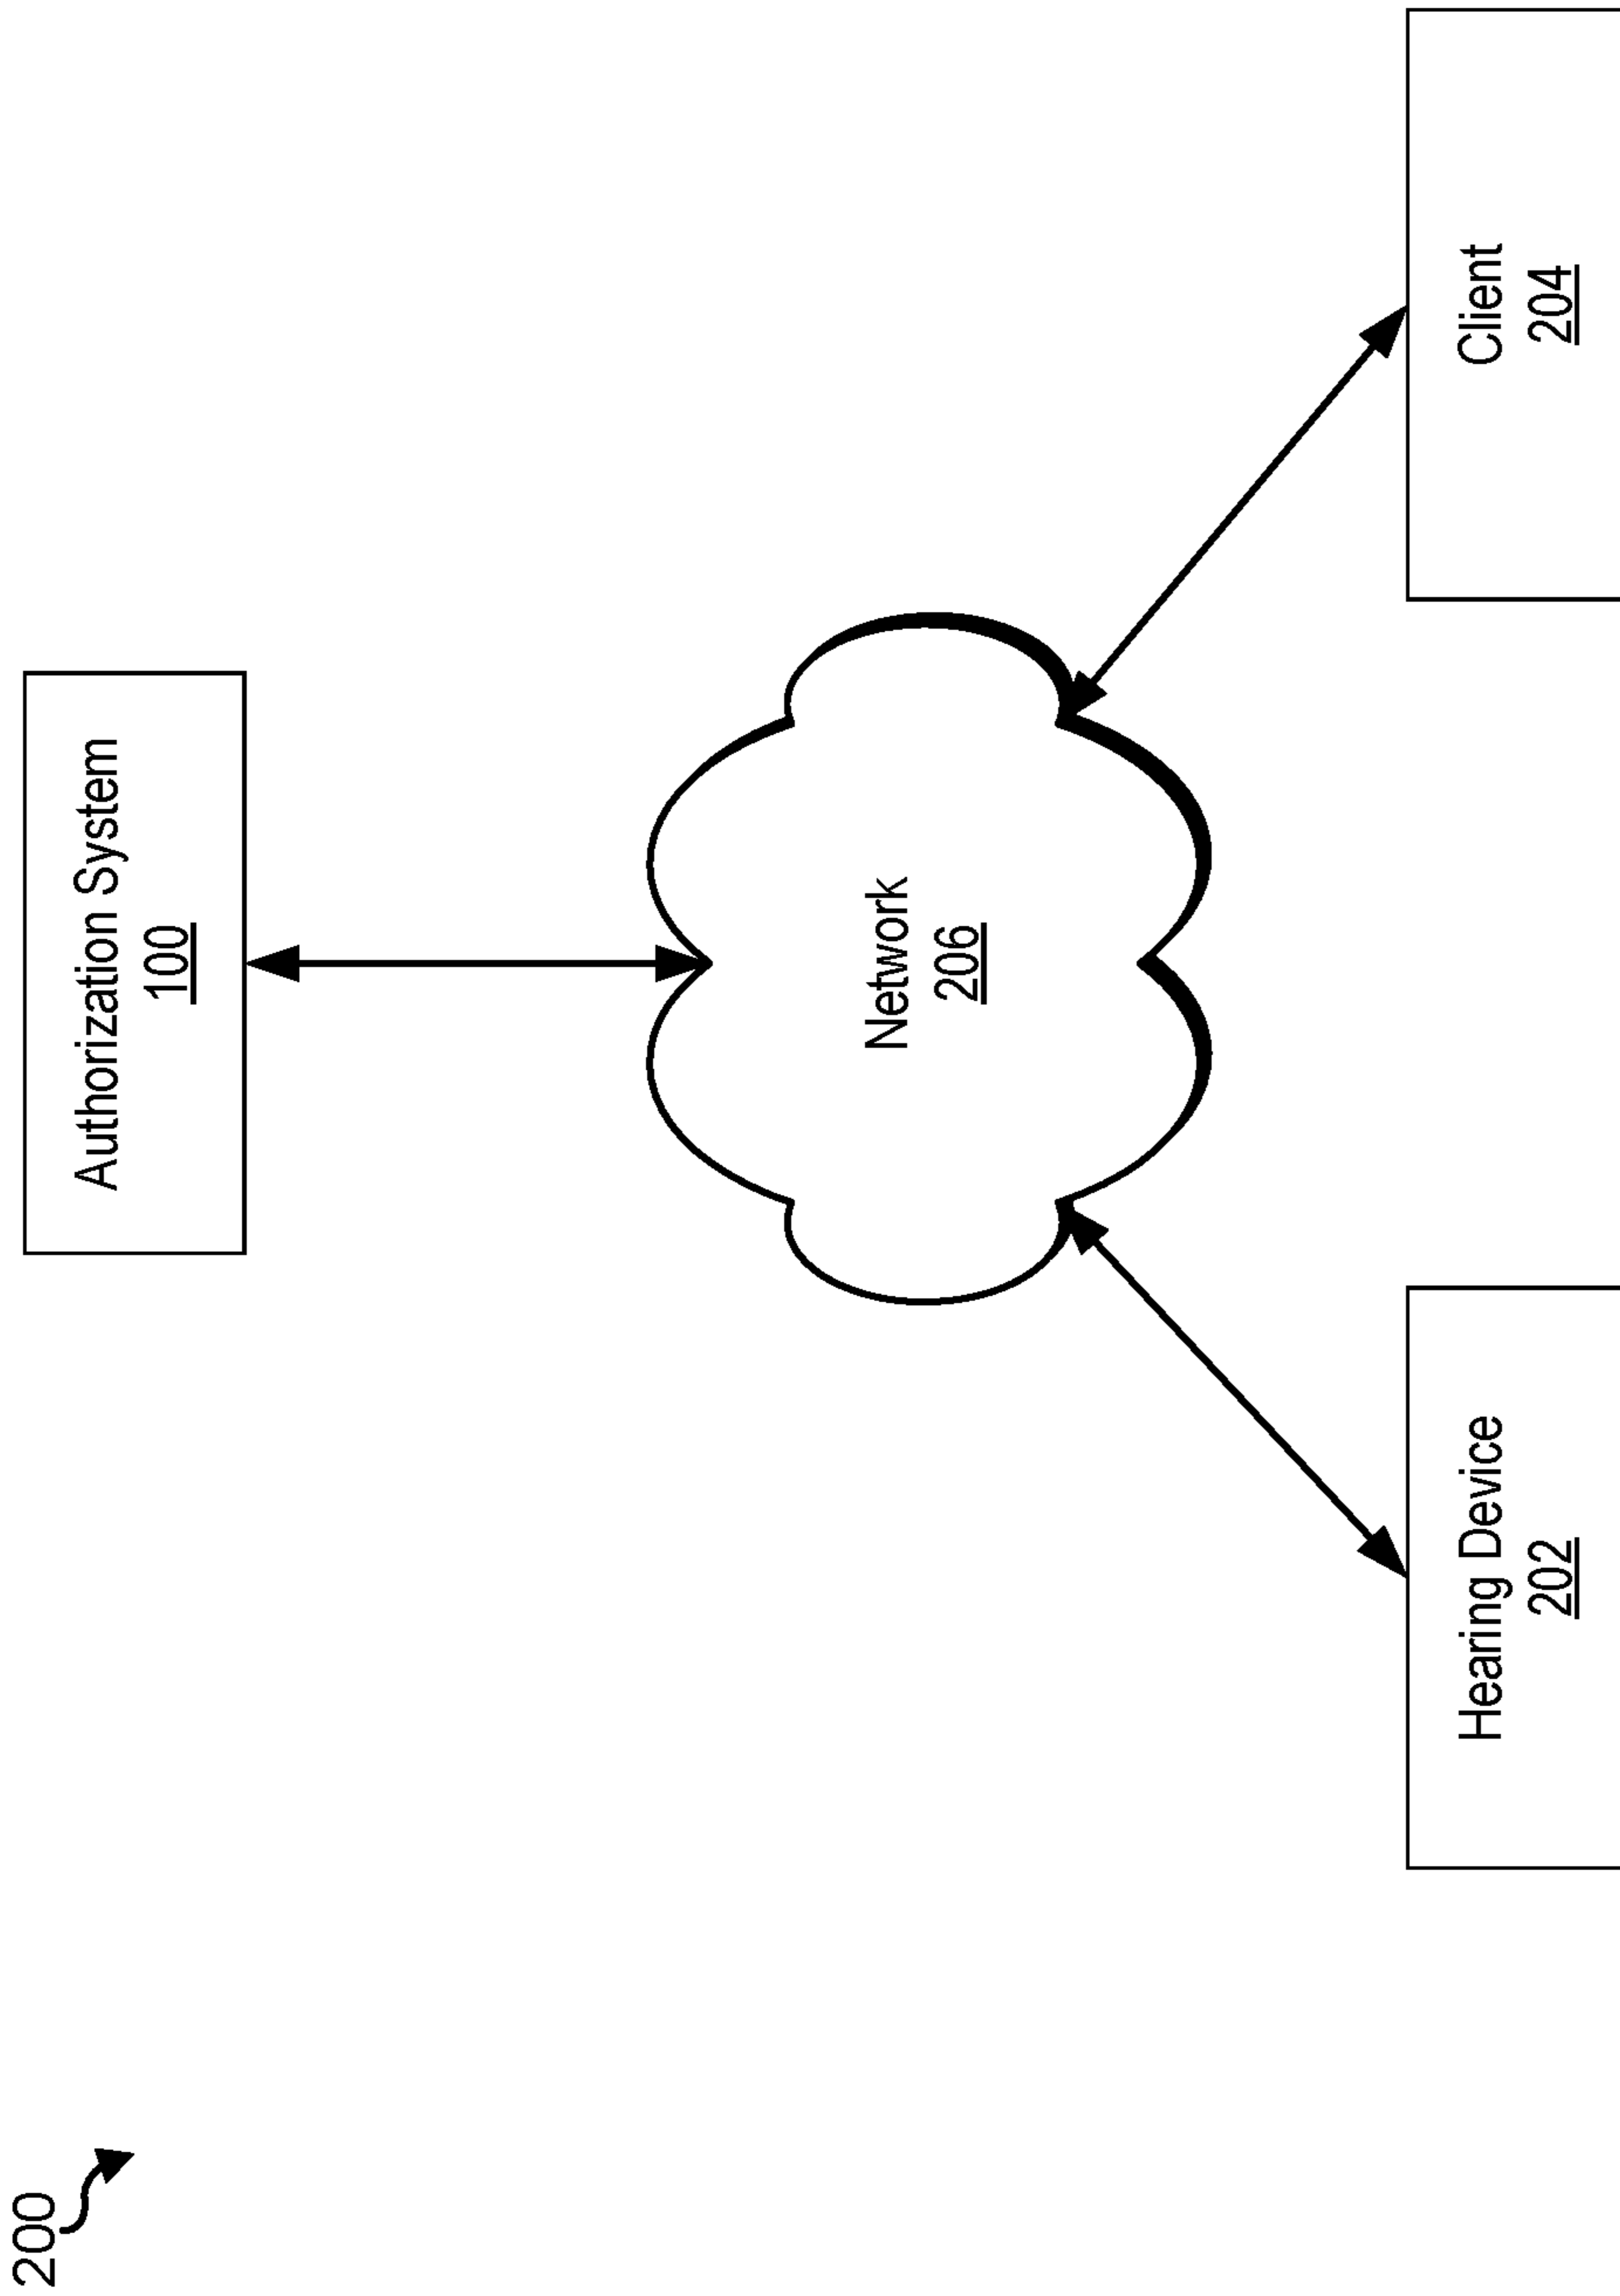 200
Authorization System
100
Network
206
Hearing Device
202
Client
204